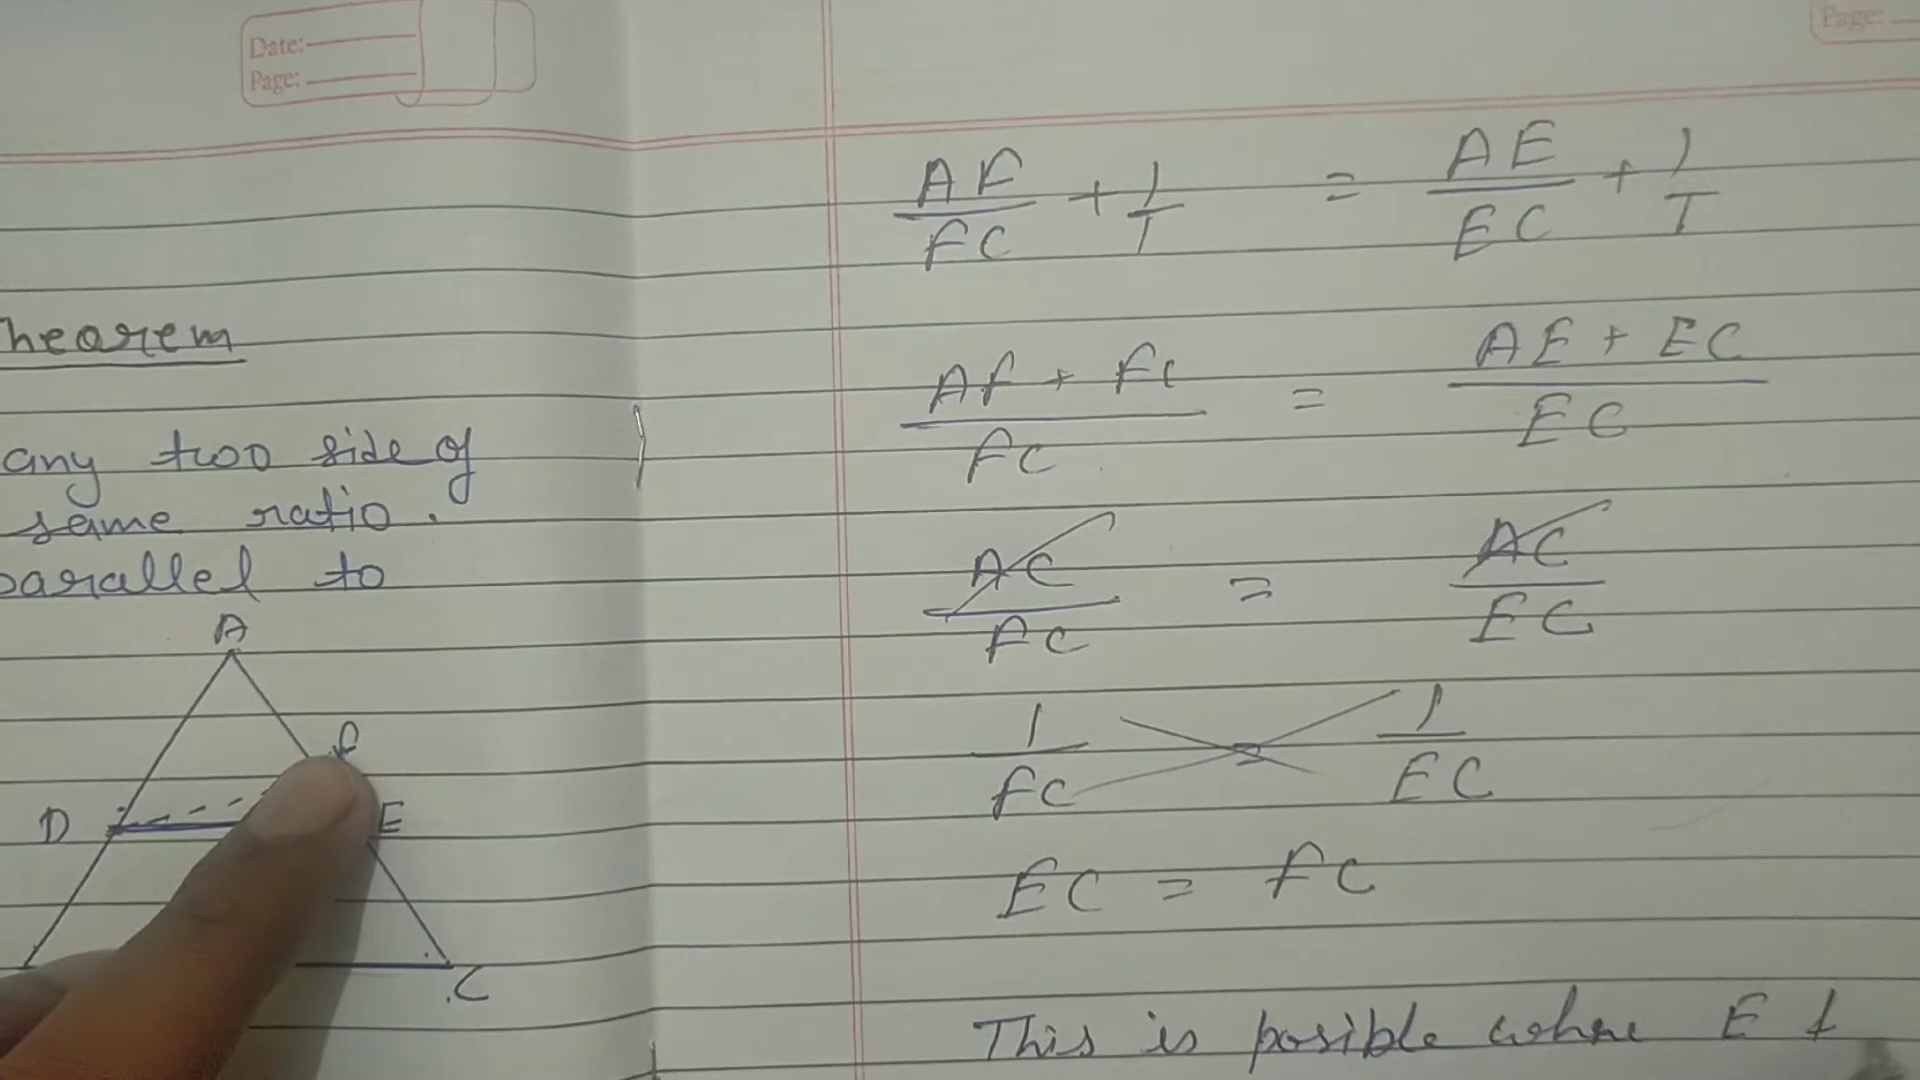 Date:
Page:
Page:
heorem
any two side of
same ratio.
parallel to
A
F
D
E
C
AF/FC + 1/1 = AE/EC + 1/1
AF + FC/FC = AE + EC/EC
AC/FC = AC/EC
1/FC = 1/EC
EC = FC
This is posible whne E f